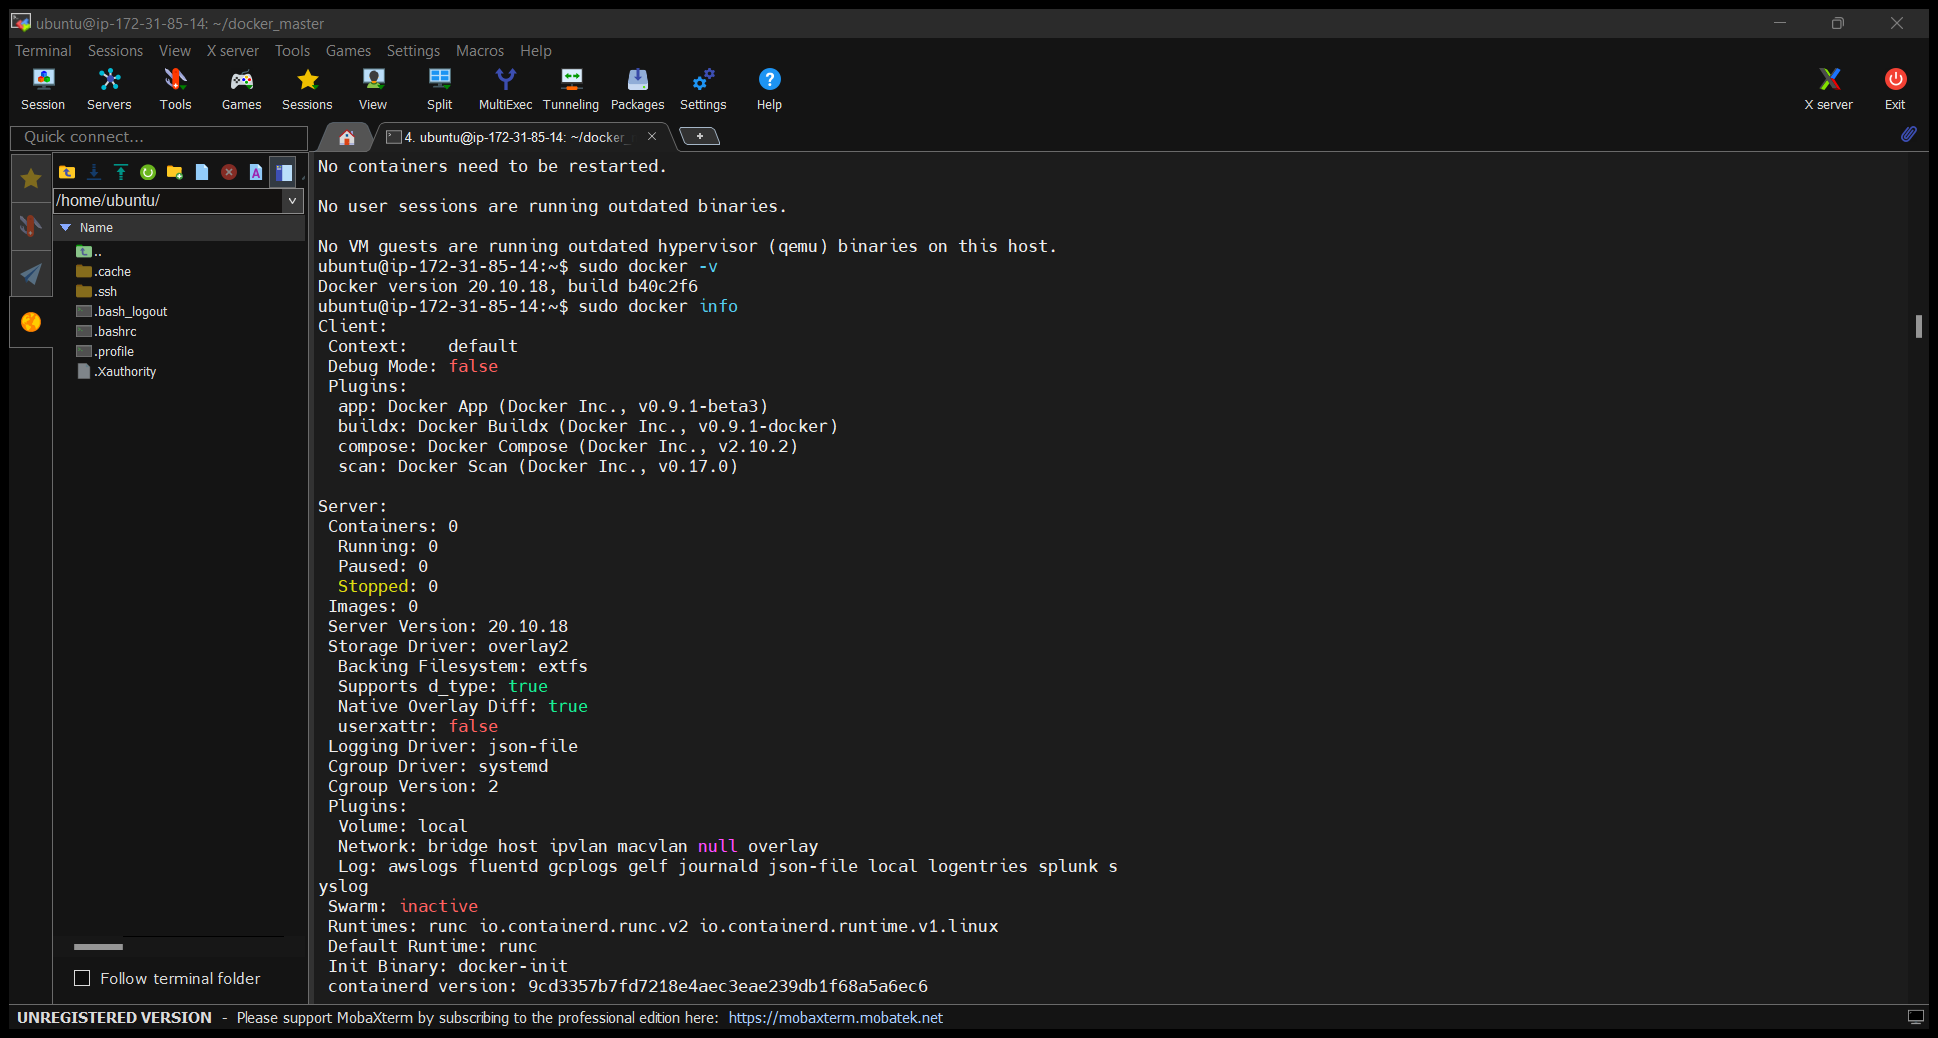 ubuntu@ip-172-31-85-14: ~/docker_master
Terminal Sessions View X server Tools Games Settings Macros Help
Session Servers Tools Games Sessions View Split MultiExec Tunneling Packages Settings Help X server Exit
Quick connect...
4. ubuntu@ip-172-31-85-14: ~/docker_
/home/ubuntu/
Name
..
.cache
.ssh
.bash_logout
.bashrc
.profile
.Xauthority
Follow terminal folder
No containers need to be restarted.
No user sessions are running outdated binaries.
No VM guests are running outdated hypervisor (qemu) binaries on this host.
ubuntu@ip-172-31-85-14:~$ sudo docker -v
Docker version 20.10.18, build b40c2f6
ubuntu@ip-172-31-85-14:~$ sudo docker info
Client:
 Context:    default
 Debug Mode: false
 Plugins:
  app: Docker App (Docker Inc., v0.9.1-beta3)
  buildx: Docker Buildx (Docker Inc., v0.9.1-docker)
  compose: Docker Compose (Docker Inc., v2.10.2)
  scan: Docker Scan (Docker Inc., v0.17.0)
Server:
 Containers: 0
  Running: 0
  Paused: 0
  Stopped: 0
 Images: 0
 Server Version: 20.10.18
 Storage Driver: overlay2
  Backing Filesystem: extfs
  Supports d_type: true
  Native Overlay Diff: true
  userxattr: false
 Logging Driver: json-file
 Cgroup Driver: systemd
 Cgroup Version: 2
 Plugins:
  Volume: local
  Network: bridge host ipvlan macvlan null overlay
  Log: awslogs fluentd gcplogs gelf journald json-file local logentries splunk s
yslog
 Swarm: inactive
 Runtimes: runc io.containerd.runc.v2 io.containerd.runtime.v1.linux
 Default Runtime: runc
 Init Binary: docker-init
 containerd version: 9cd3357b7fd7218e4aec3eae239db1f68a5a6ec6
UNREGISTERED VERSION - Please support MobaXterm by subscribing to the professional edition here: https://mobaxterm.mobatek.net